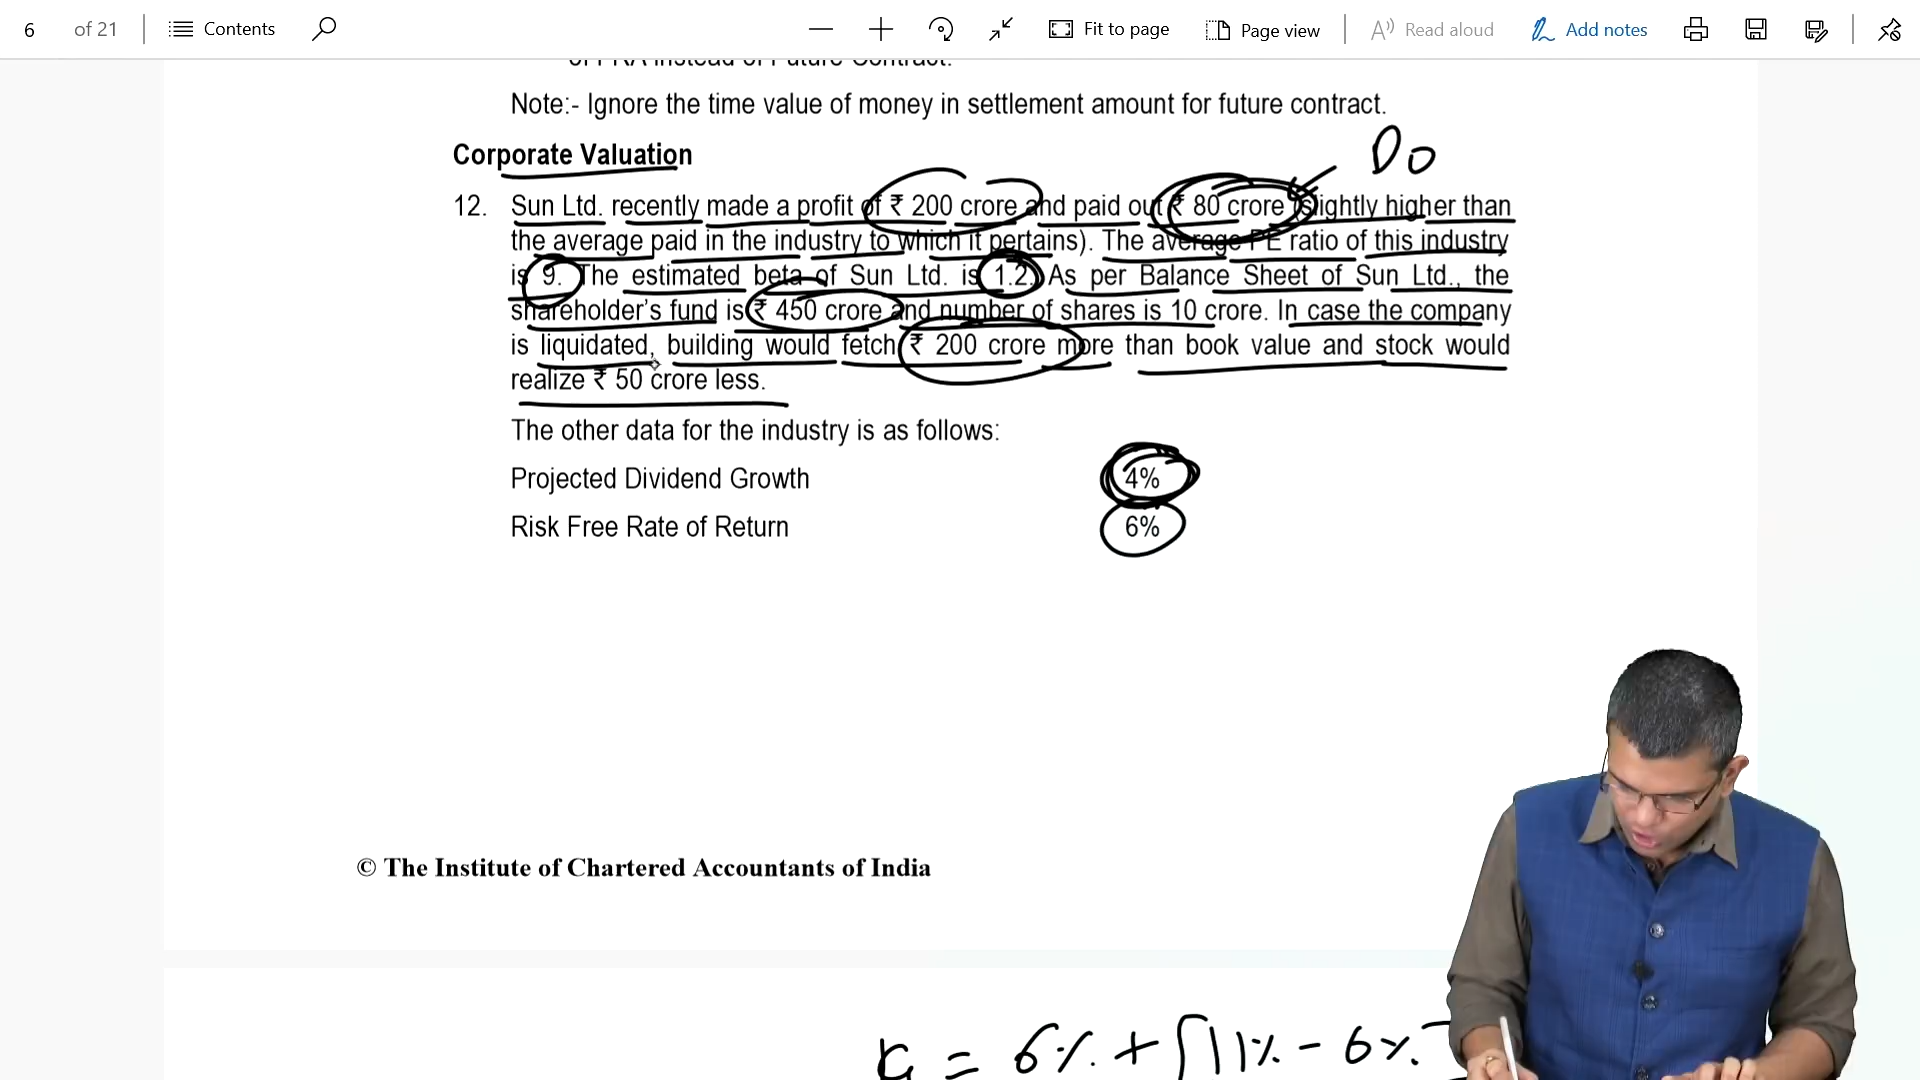 6 of 21 Contents Fit to page Page view Read aloud Add notes
Note:- Ignore the time value of money in settlement amount for future contract.
Corporate Valuation
D0
12. Sun Ltd. recently made a profit of ₹ 200 crore and paid out ₹ 80 crore (slightly higher than
the average paid in the industry to which it pertains). The average PE ratio of this industry
is 9. The estimated beta of Sun Ltd. is 1.2. As per Balance Sheet of Sun Ltd., the
shareholder's fund is ₹ 450 crore and number of shares is 10 crore. In case the company
is liquidated, building would fetch ₹ 200 crore more than book value and stock would
realize ₹ 50 crore less.
The other data for the industry is as follows:
Projected Dividend Growth 4%
Risk Free Rate of Return 6%
© The Institute of Chartered Accountants of India
= 6% + [11% - 6%